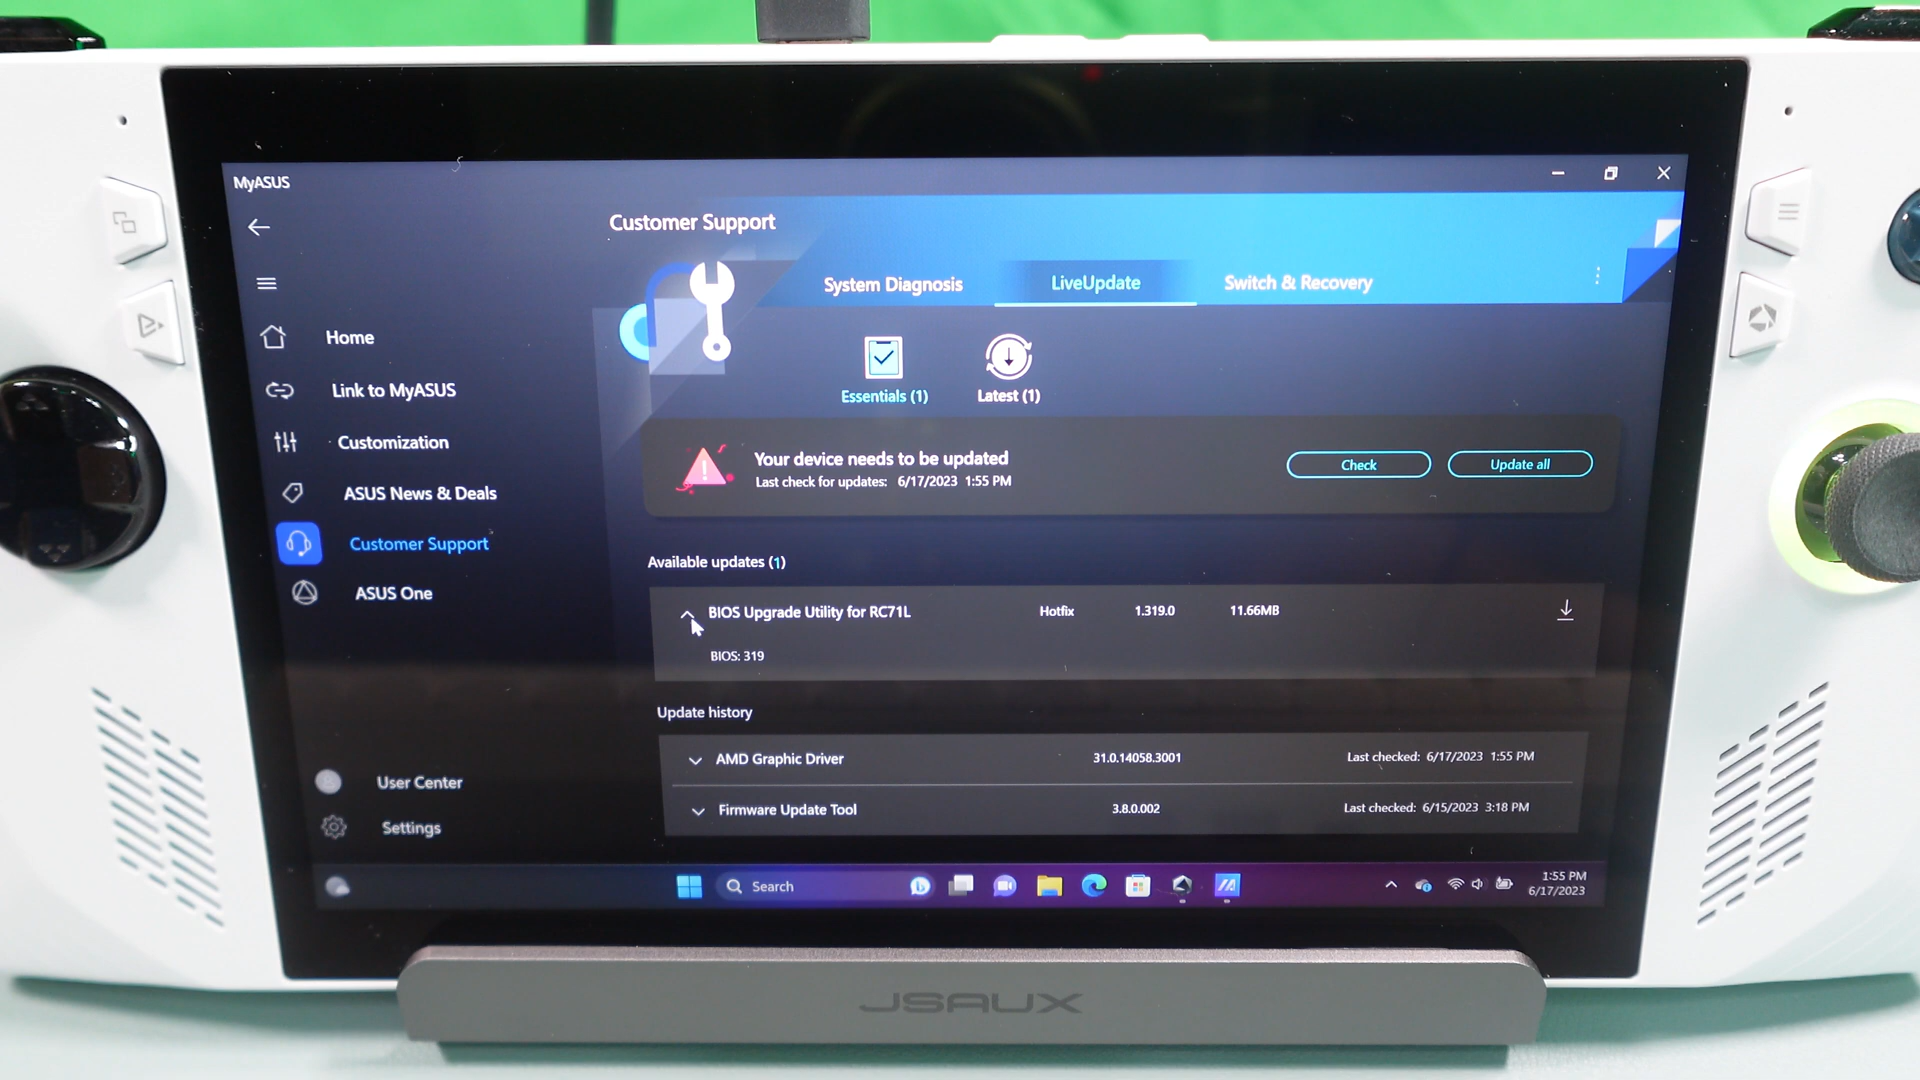 MyASUS
Customer Support
System Diagnosis
LiveUpdate
Switch & Recovery
Home
Link to MyASUS
Customization
ASUS News & Deals
Customer Support
ASUS One
User Center
Settings
Essentials (1)
Latest (1)
Your device needs to be updated
Last check for updates: 6/17/2023 1:55 PM
Check
Update all
Available updates (1)
BIOS Upgrade Utility for RC71L Hotfix 1.319.0 11.66MB
BIOS: 319
Update history
AMD Graphic Driver 31.0.14058.3001 Last checked: 6/17/2023 1:55 PM
Firmware Update Tool 3.8.0.002 Last checked: 6/15/2023 3:18 PM
Search
1:55 PM
6/17/2023
JSAUX